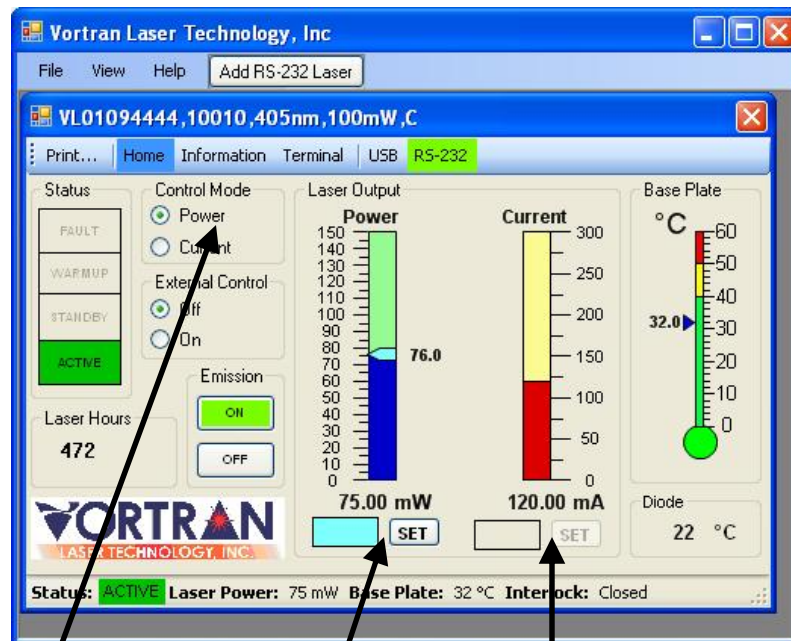 Vortran Laser Technology, Inc
File View Help Add RS-232 Laser
VL01094444,10010,405nm,100mW,C
Print... Home Information Terminal USB RS-232
Status
FAULT
WARMUP
STANDBY
ACTIVE
Control Mode
Power
Current
External Control
Off
On
Emission
ON
OFF
Laser Hours
472
VORTRAN
LASER TECHNOLOGY, INC.
Laser Output
Power
150
140
130
120
110
100
90
80
70
60
50
40
30
20
10
0
76.0
75.00 mW
SET
Current
300
250
200
150
100
50
0
120.00 mA
SET
Base Plate
°C
60
50
40
30
20
10
0
32.0
Diode
22 °C
Status: ACTIVE Laser Power: 75 mW Base Plate: 32 °C Interlock: Closed